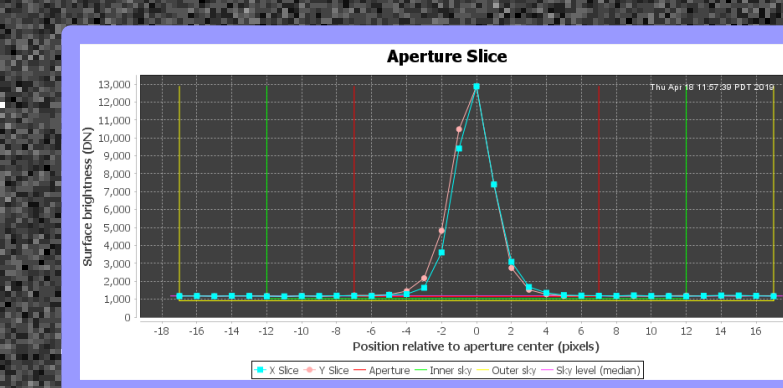 Aperture Slice
Thu Apr 18 11:57:39 PDT 2019
Surface brightness (DN)
13,000
12,000
11,000
10,000
9,000
8,000
7,000
6,000
5,000
4,000
3,000
2,000
1,000
0
-18 -16 -14 -12 -10 -8 -6 -4 -2 0 2 4 6 8 10 12 14 16
Position relative to aperture center (pixels)
X Slice Y Slice Aperture Inner sky Outer sky Sky level (median)